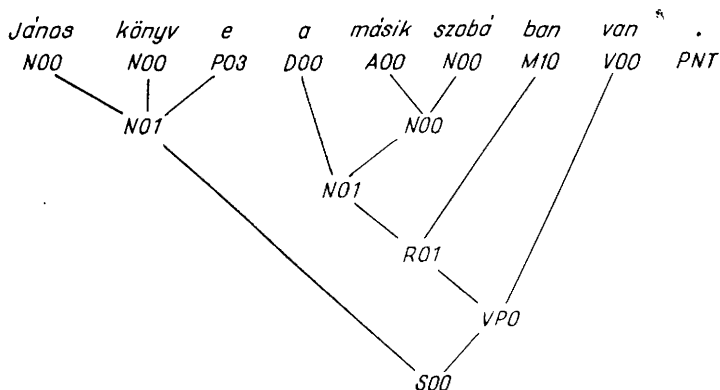 János könyv e a másik szobá ban van .
N00 N00 P03 D00 A00 N00 M10 V00 PNT
N01 N00
N01
R01
VP0
S00